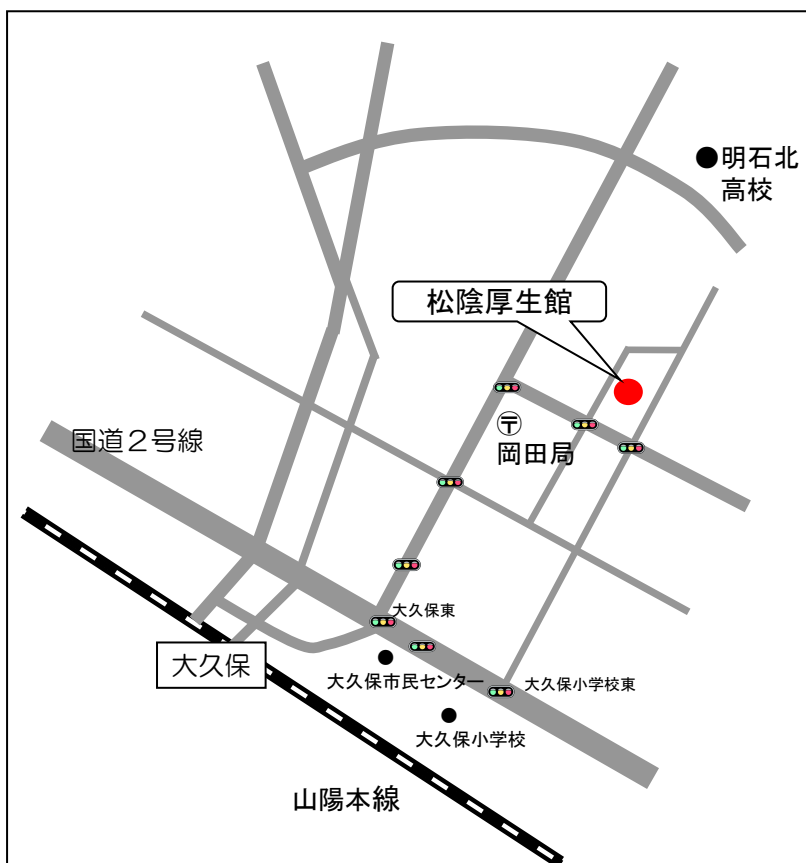 明石北
高校
松陰厚生館
国道２号線
〒
岡田局
大久保東
大久保
大久保市民センター
大久保小学校東
大久保小学校
山陽本線